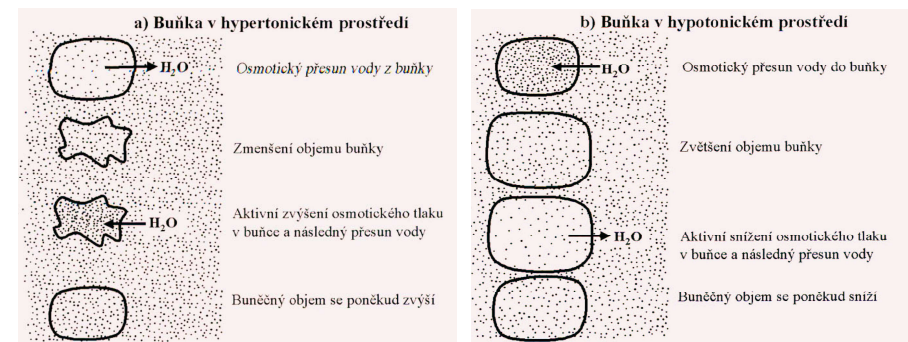 a) Buňka v hypertonickém prostředí
H₂O
Osmotický přesun vody z buňky
Zmenšení objemu buňky
H₂O
Aktivní zvýšení osmotického tlaku
v buňce a následný přesun vody
Buněčný objem se poněkud zvýší
b) Buňka v hypotonickém prostředí
H₂O
Osmotický přesun vody do buňky
Zvětšení objemu buňky
H₂O
Aktivní snížení osmotického tlaku
v buňce a následný přesun vody
Buněčný objem se poněkud sníží